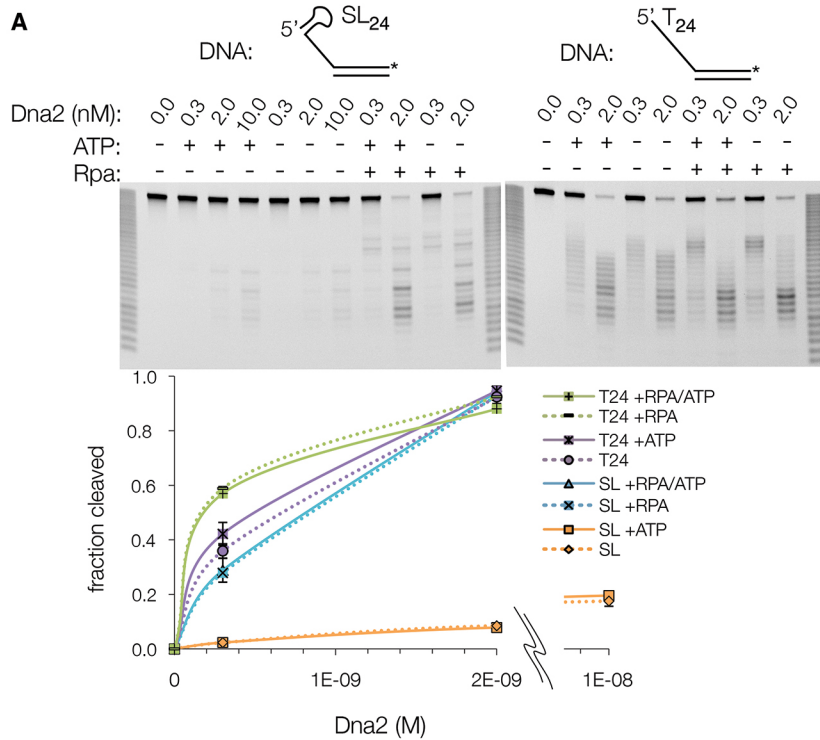 A
5' SL24
DNA: *
5' T24
DNA: *
Dna2 (nM): 0.0 0.3 2.0 10.0 0.3 2.0 10.0 0.3 2.0 0.3 2.0
ATP: - + + + - - - + + - -
Rpa: - - - - - - - + + + +
0.0 0.3 2.0 0.3 2.0 0.3 2.0 0.3 2.0
- + + - - + + - -
- - - - - + + + +
1.0
0.8
0.6
0.4
0.2
0.0
fraction cleaved
0 1E-09 2E-09 1E-08
Dna2 (M)
T24 +RPA/ATP
T24 +RPA
T24 +ATP
T24
SL +RPA/ATP
SL +RPA
SL +ATP
SL